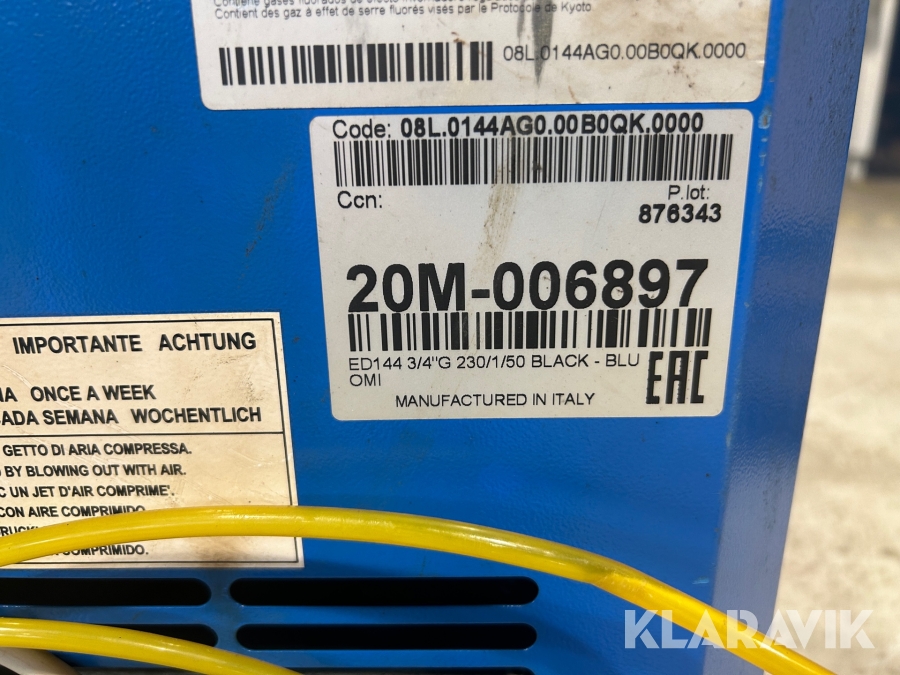 Contient des gaz à effet de serre fluorés visés par le Protocole de Kyoto
08L.0144AG0.00B0QK.0000
Code: 08L.0144AG0.00B0QK.0000
Ccn:
P.lot:
876343
20M-006897
ED144 3/4"G 230/1/50 BLACK - BLU
OMI
EAC
MANUFACTURED IN ITALY
IMPORTANTE ACHTUNG
ONCE A WEEK
CADA SEMANA WOCHENTLICH
GETTO DI ARIA COMPRESSA.
BY BLOWING OUT WITH AIR.
UN JET D'AIR COMPRIME'.
CON AIRE COMPRIMIDO
COMPRIMIDO.
KLARAVIK